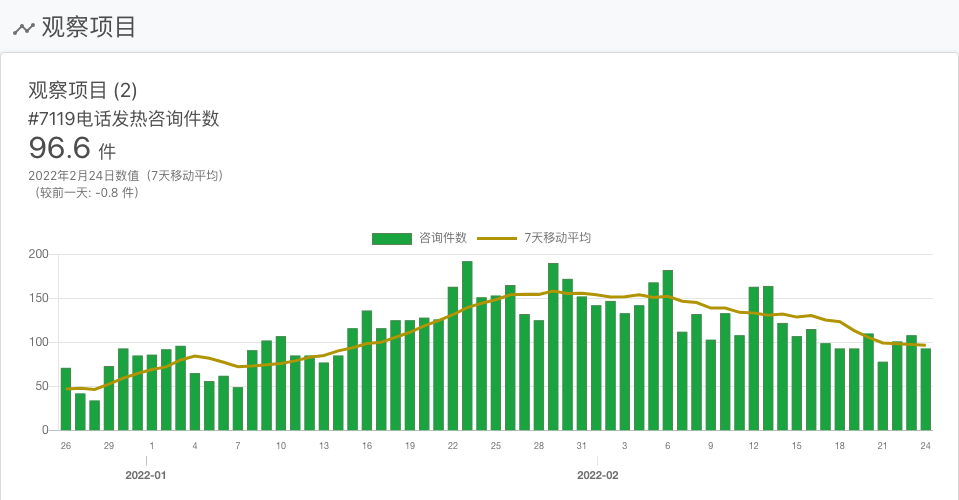 观察项目
观察项目 (2)
#7119电话发热咨询件数
96.6 件
2022年2月24日数值（7天移动平均）
（较前一天: -0.8 件）
咨询件数 7天移动平均
200
150
100
50
0
26 29 1 4 7 10 13 16 19 22 25 28 31 3 6 9 12 15 18 21 24
2022-01 2022-02